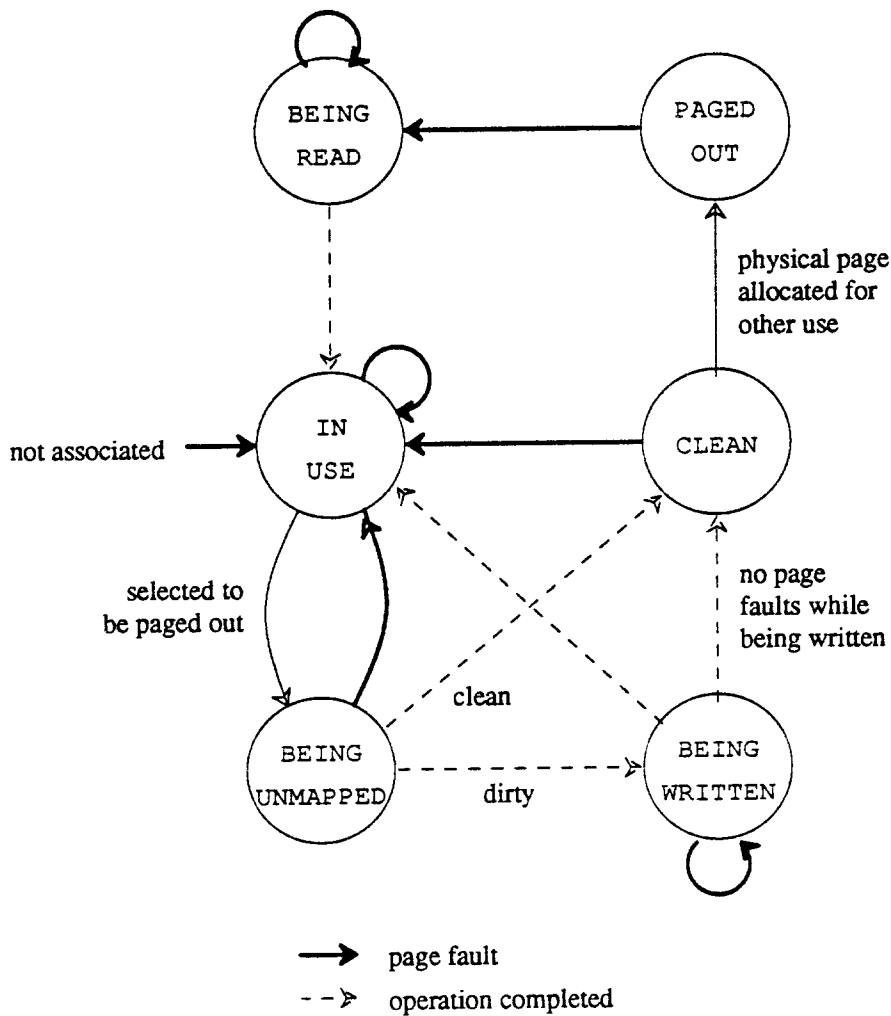 BEING
READ
PAGED
OUT
physical page
allocated for
other use
not associated
IN
USE
CLEAN
selected to
be paged out
no page
faults while
being written
clean
BEING
UNMAPPED
dirty
BEING
WRITTEN
page fault
operation completed